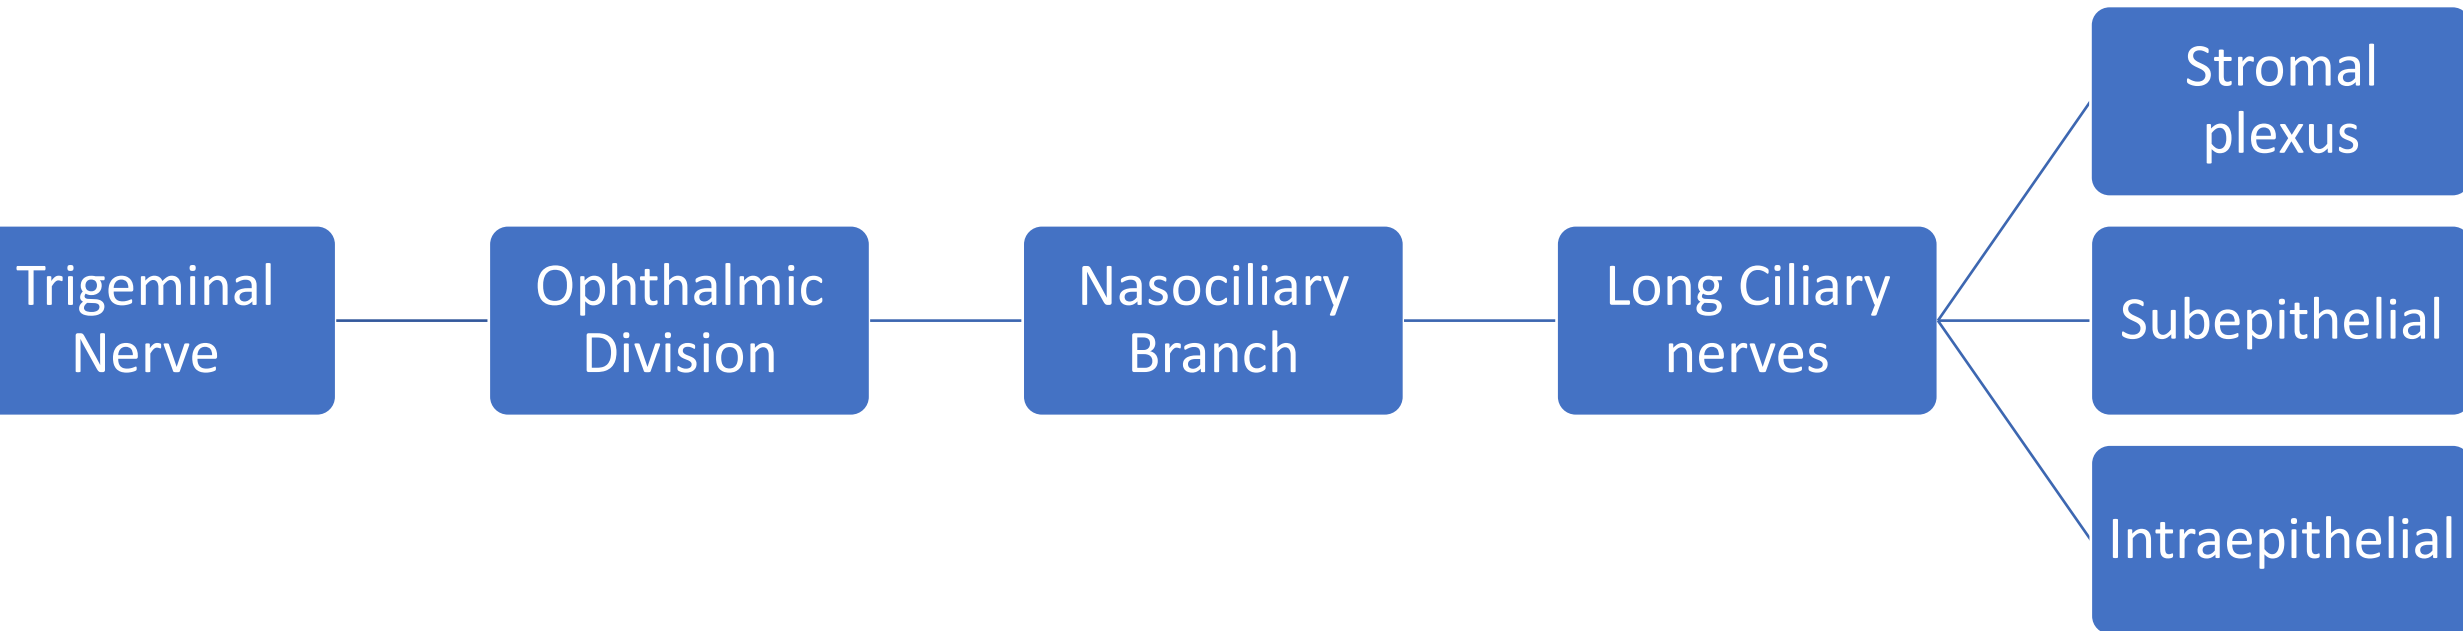 Trigeminal
Nerve
Ophthalmic
Division
Nasociliary
Branch
Long Ciliary
nerves
Stromal
plexus
Subepithelial
Intraepithelial